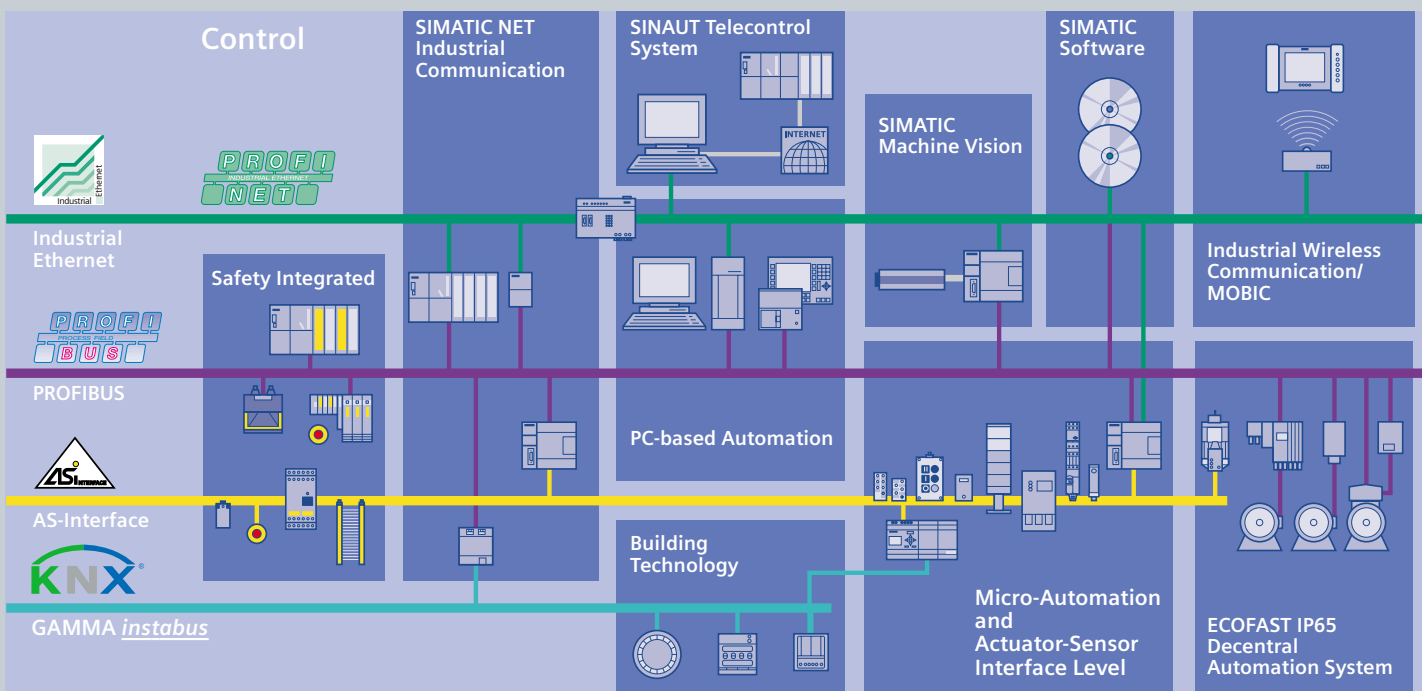 Control
SIMATIC NET
Industrial
Communication
SINAUT Telecontrol
System
INTERNET
SIMATIC
Machine Vision
SIMATIC
Software
Industrial
Ethernet
PROFI
INDUSTRIAL ETHERNET
NET
Industrial
Ethernet
Safety Integrated
Industrial Wireless
Communication/
MOBIC
PROFI
PROCESS FIELD
BUS
PROFIBUS
PC-based Automation
ASi
INTERFACE
AS-Interface
KNX®
GAMMA instabus
Building
Technology
Micro-Automation
and
Actuator-Sensor
Interface Level
ECOFAST IP65
Decentral
Automation System